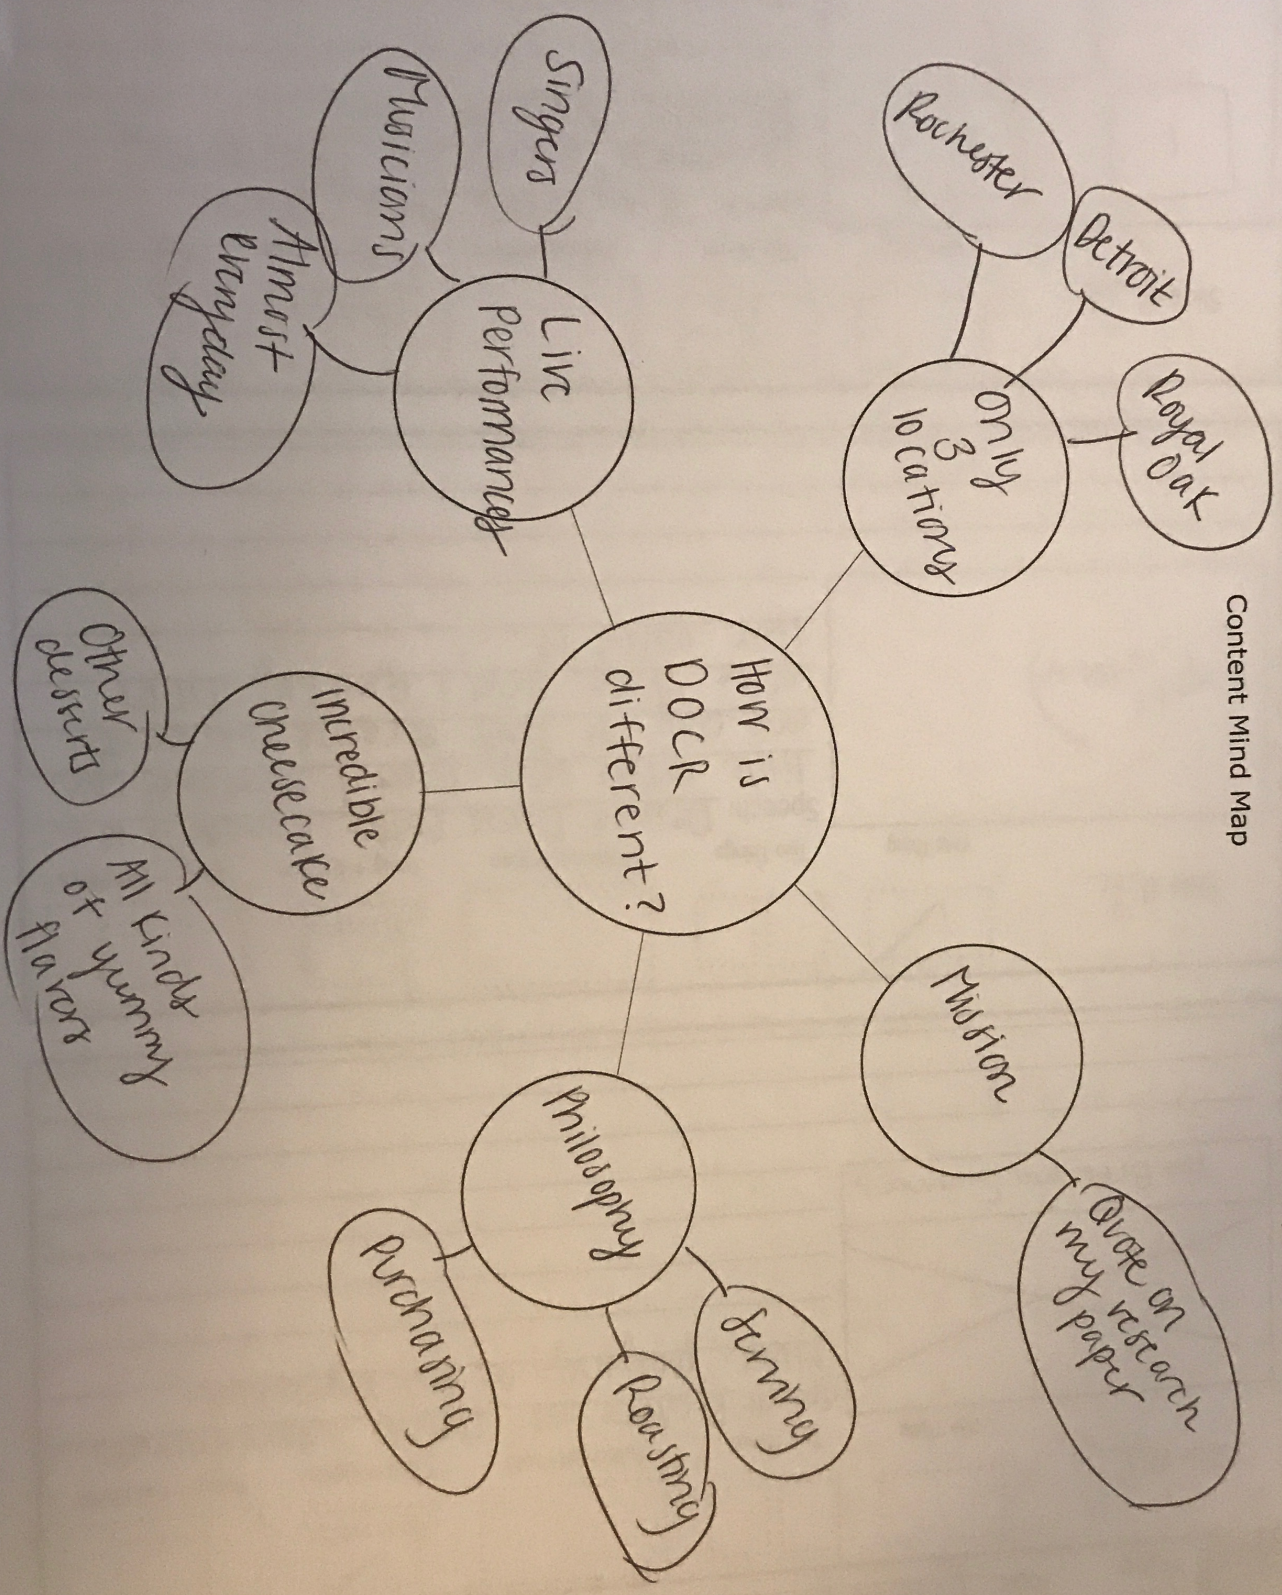 Content Mind Map
Rochester
Detroit
Royal
Oak
Only
3
locations
Singers
Musicians
Almost
everyday
Live
Performances
How is
DOCR
different?
Mission
Quote on
my research
paper
Incredible
cheesecake
Other
desserts
All kinds
of yummy
flavors
Philosophy
Serving
Roasting
Purchasing